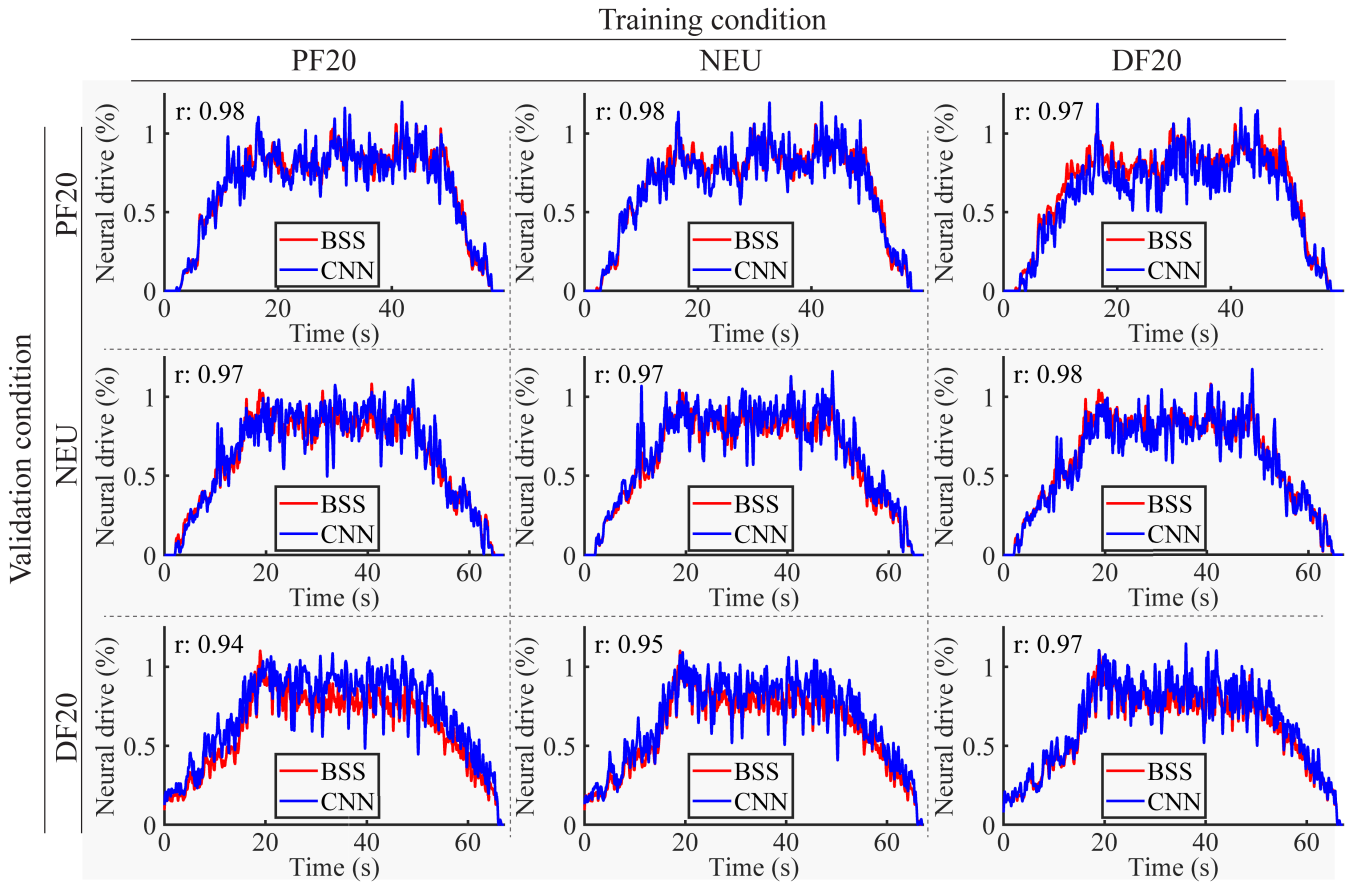 Training condition
PF20 NEU DF20
Validation condition
PF20
Neural drive (%)
r: 0.98
1
0.5
0
BSS
CNN
0 20 40
Time (s)
Neural drive (%)
r: 0.98
1
0.5
0
BSS
CNN
0 20 40
Time (s)
Neural drive (%)
r: 0.97
1
0.5
0
BSS
CNN
0 20 40
Time (s)
NEU
Neural drive (%)
r: 0.97
1
0.5
0
BSS
CNN
0 20 40 60
Time (s)
Neural drive (%)
r: 0.97
1
0.5
0
BSS
CNN
0 20 40 60
Time (s)
Neural drive (%)
r: 0.98
1
0.5
0
BSS
CNN
0 20 40 60
Time (s)
DF20
Neural drive (%)
r: 0.94
1
0.5
0
BSS
CNN
0 20 40 60
Time (s)
Neural drive (%)
r: 0.95
1
0.5
0
BSS
CNN
0 20 40 60
Time (s)
Neural drive (%)
r: 0.97
1
0.5
0
BSS
CNN
0 20 40 60
Time (s)